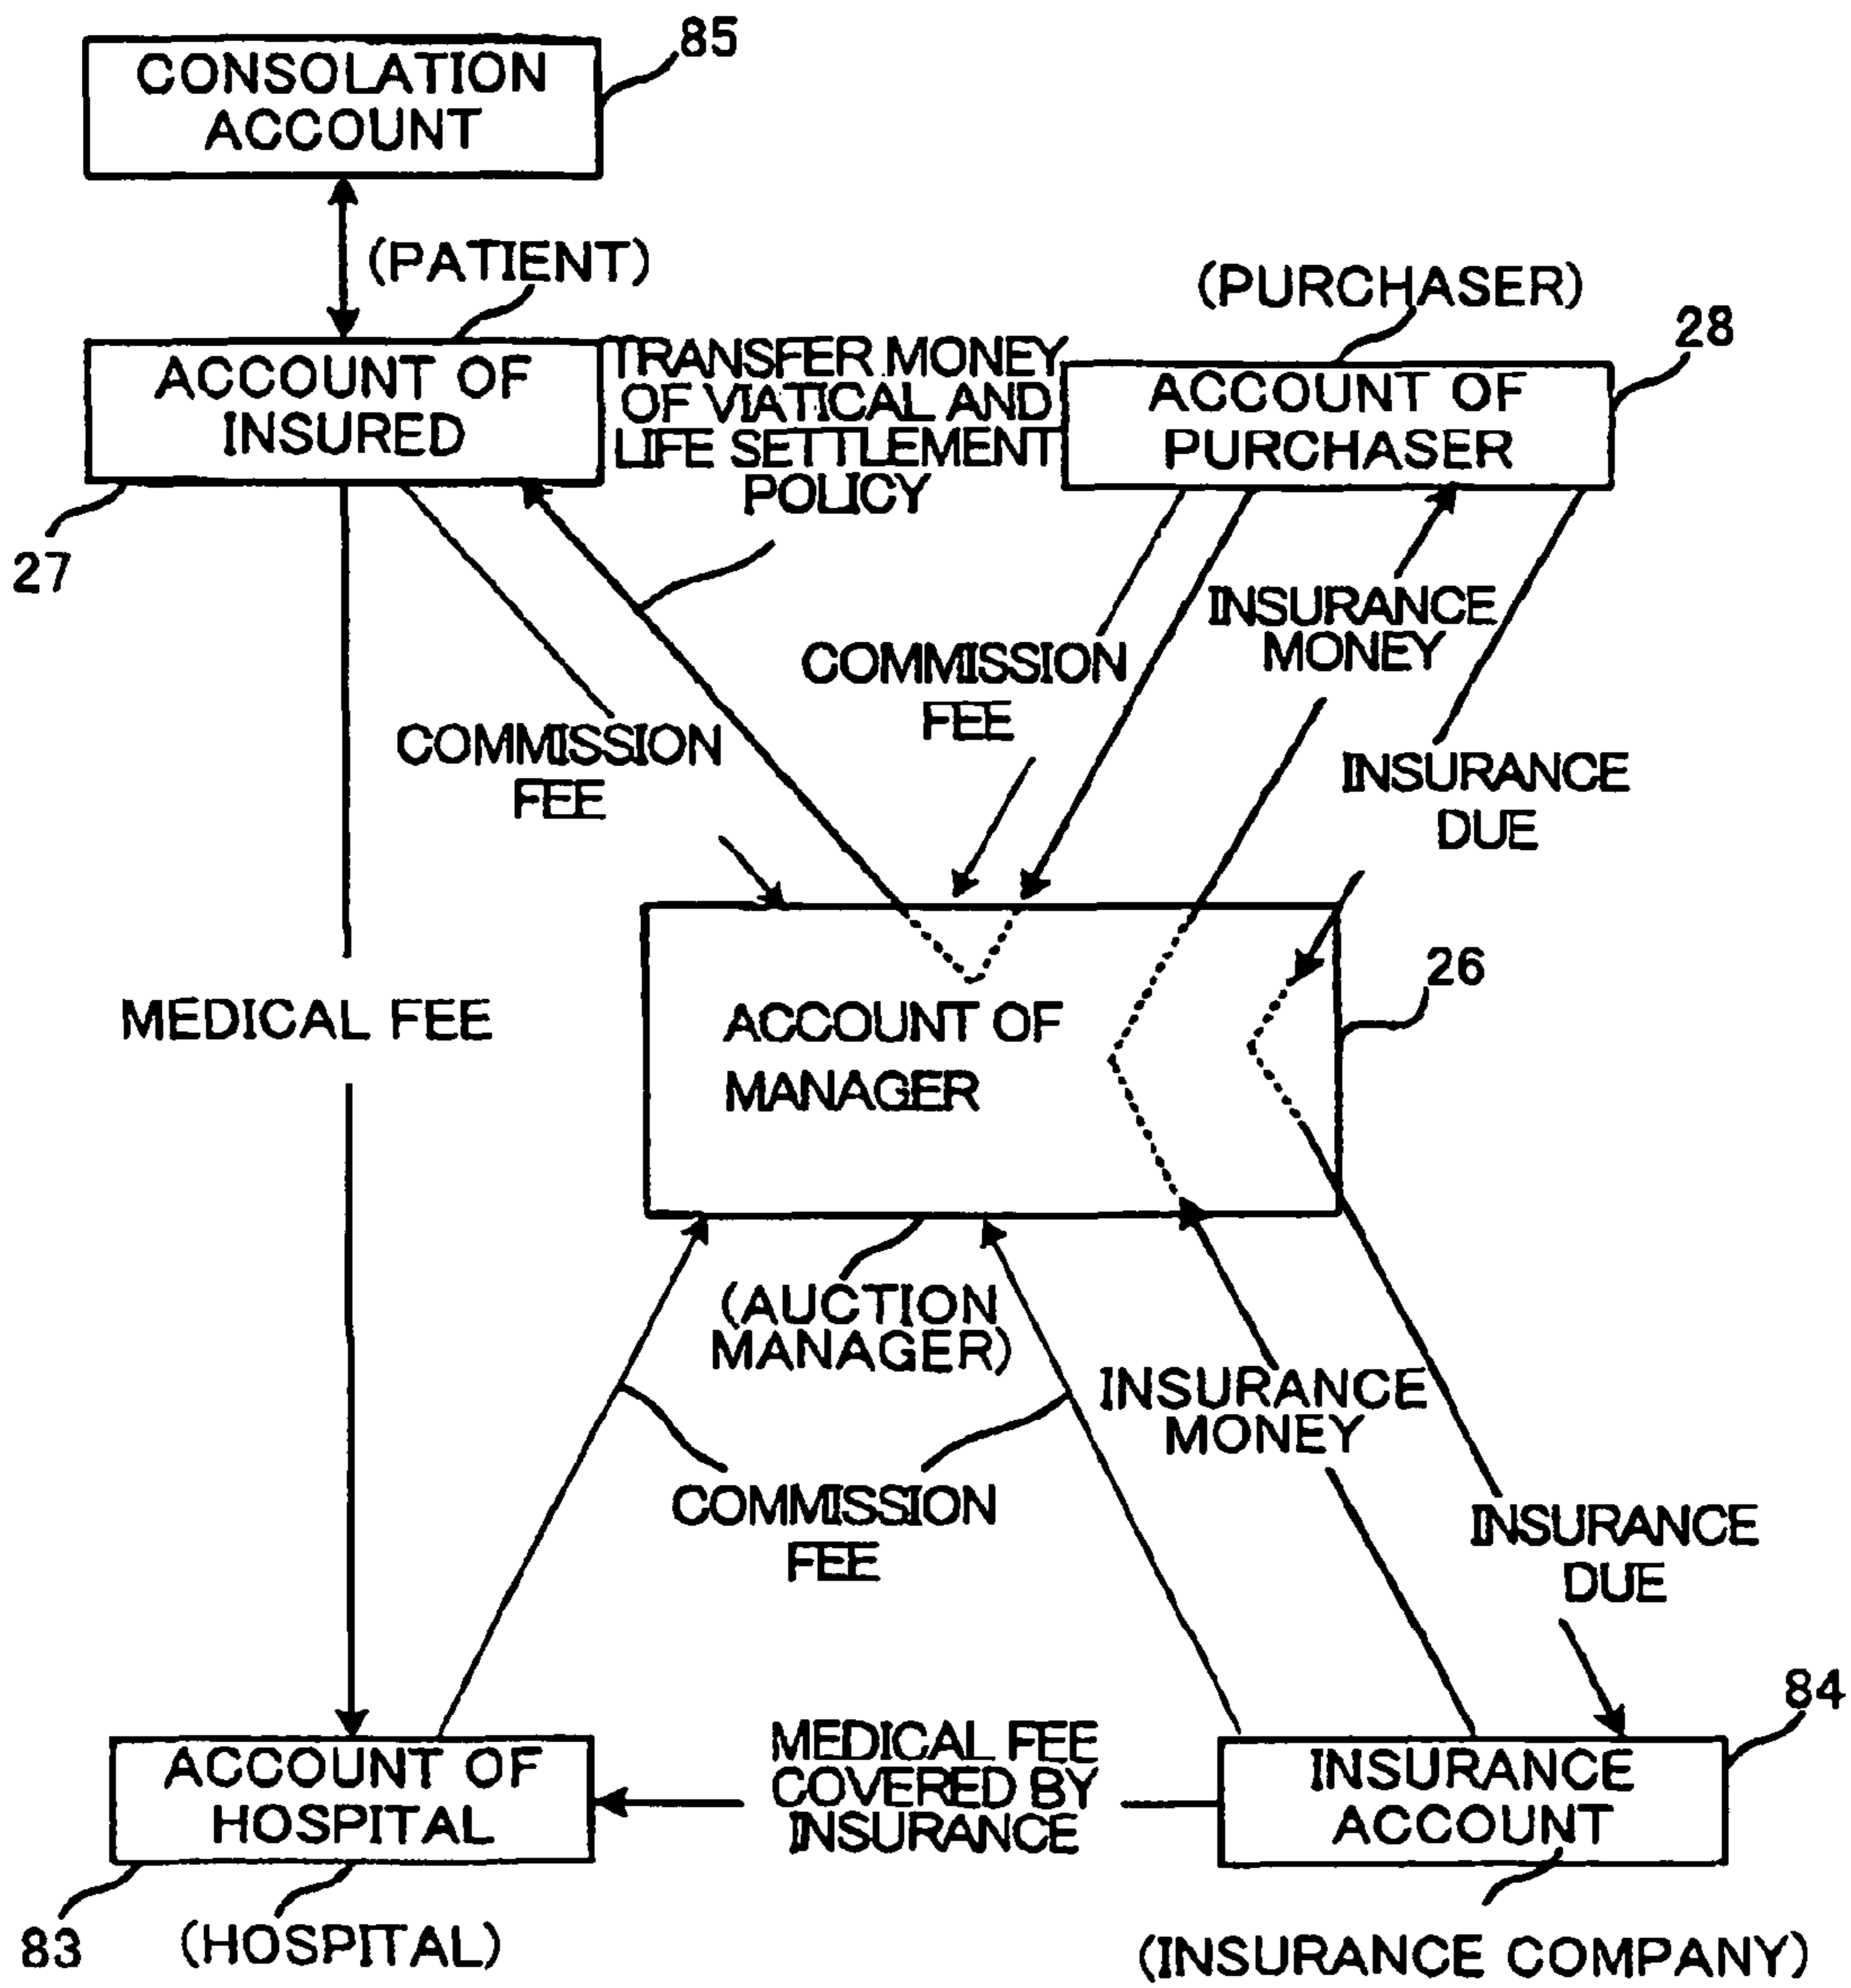 85
CONSOLATION
ACCOUNT
(PATIENT)
(PURCHASER)
28
ACCOUNT OF
INSURED
TRANSFER MONEY
OF VIATICAL AND
LIFE SETTLEMENT
POLICY
ACCOUNT OF
PURCHASER
27
INSURANCE
MONEY
COMMISSION
FEE
COMMISSION
FEE
INSURANCE
DUE
26
MEDICAL FEE
ACCOUNT OF
MANAGER
(AUCTION
MANAGER)
INSURANCE
MONEY
COMMISSION
FEE
INSURANCE
DUE
84
ACCOUNT OF
HOSPITAL
MEDICAL FEE
COVERED BY
INSURANCE
INSURANCE
ACCOUNT
83
(HOSPITAL)
(INSURANCE COMPANY)